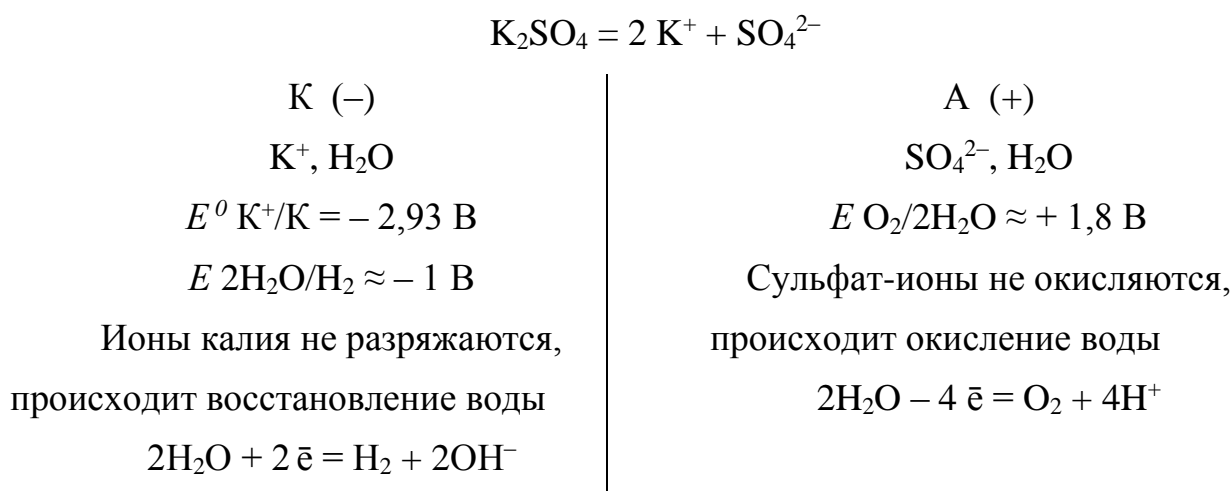 K₂SO₄ = 2 K⁺ + SO₄²⁻
К (–)
K⁺, H₂O
E⁰ К⁺/К = – 2,93 В
E 2H₂O/H₂ ≈ – 1 В
Ионы калия не разряжаются,
происходит восстановление воды
2H₂O + 2 ē = H₂ + 2OH⁻
А (+)
SO₄²⁻, H₂O
E O₂/2H₂O ≈ + 1,8 В
Сульфат-ионы не окисляются,
происходит окисление воды
2H₂O – 4 ē = O₂ + 4H⁺